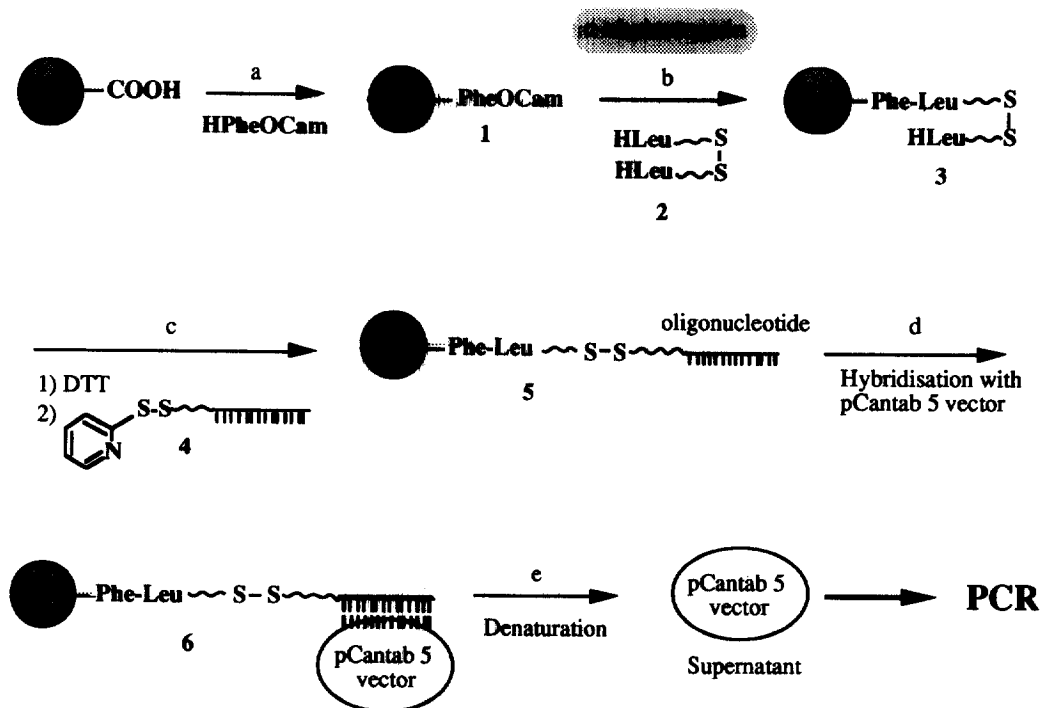 COOH
a
HPheOCam
PheOCam
1
b
HLeu S
HLeu S
2
Phe-Leu S
HLeu S
3
c
1) DTT
2)
S-S
N
4
Phe-Leu S-S
oligonucleotide
5
d
Hybridisation with
pCantab 5 vector
Phe-Leu S-S
6
pCantab 5
vector
e
Denaturation
pCantab 5
vector
Supernatant
PCR